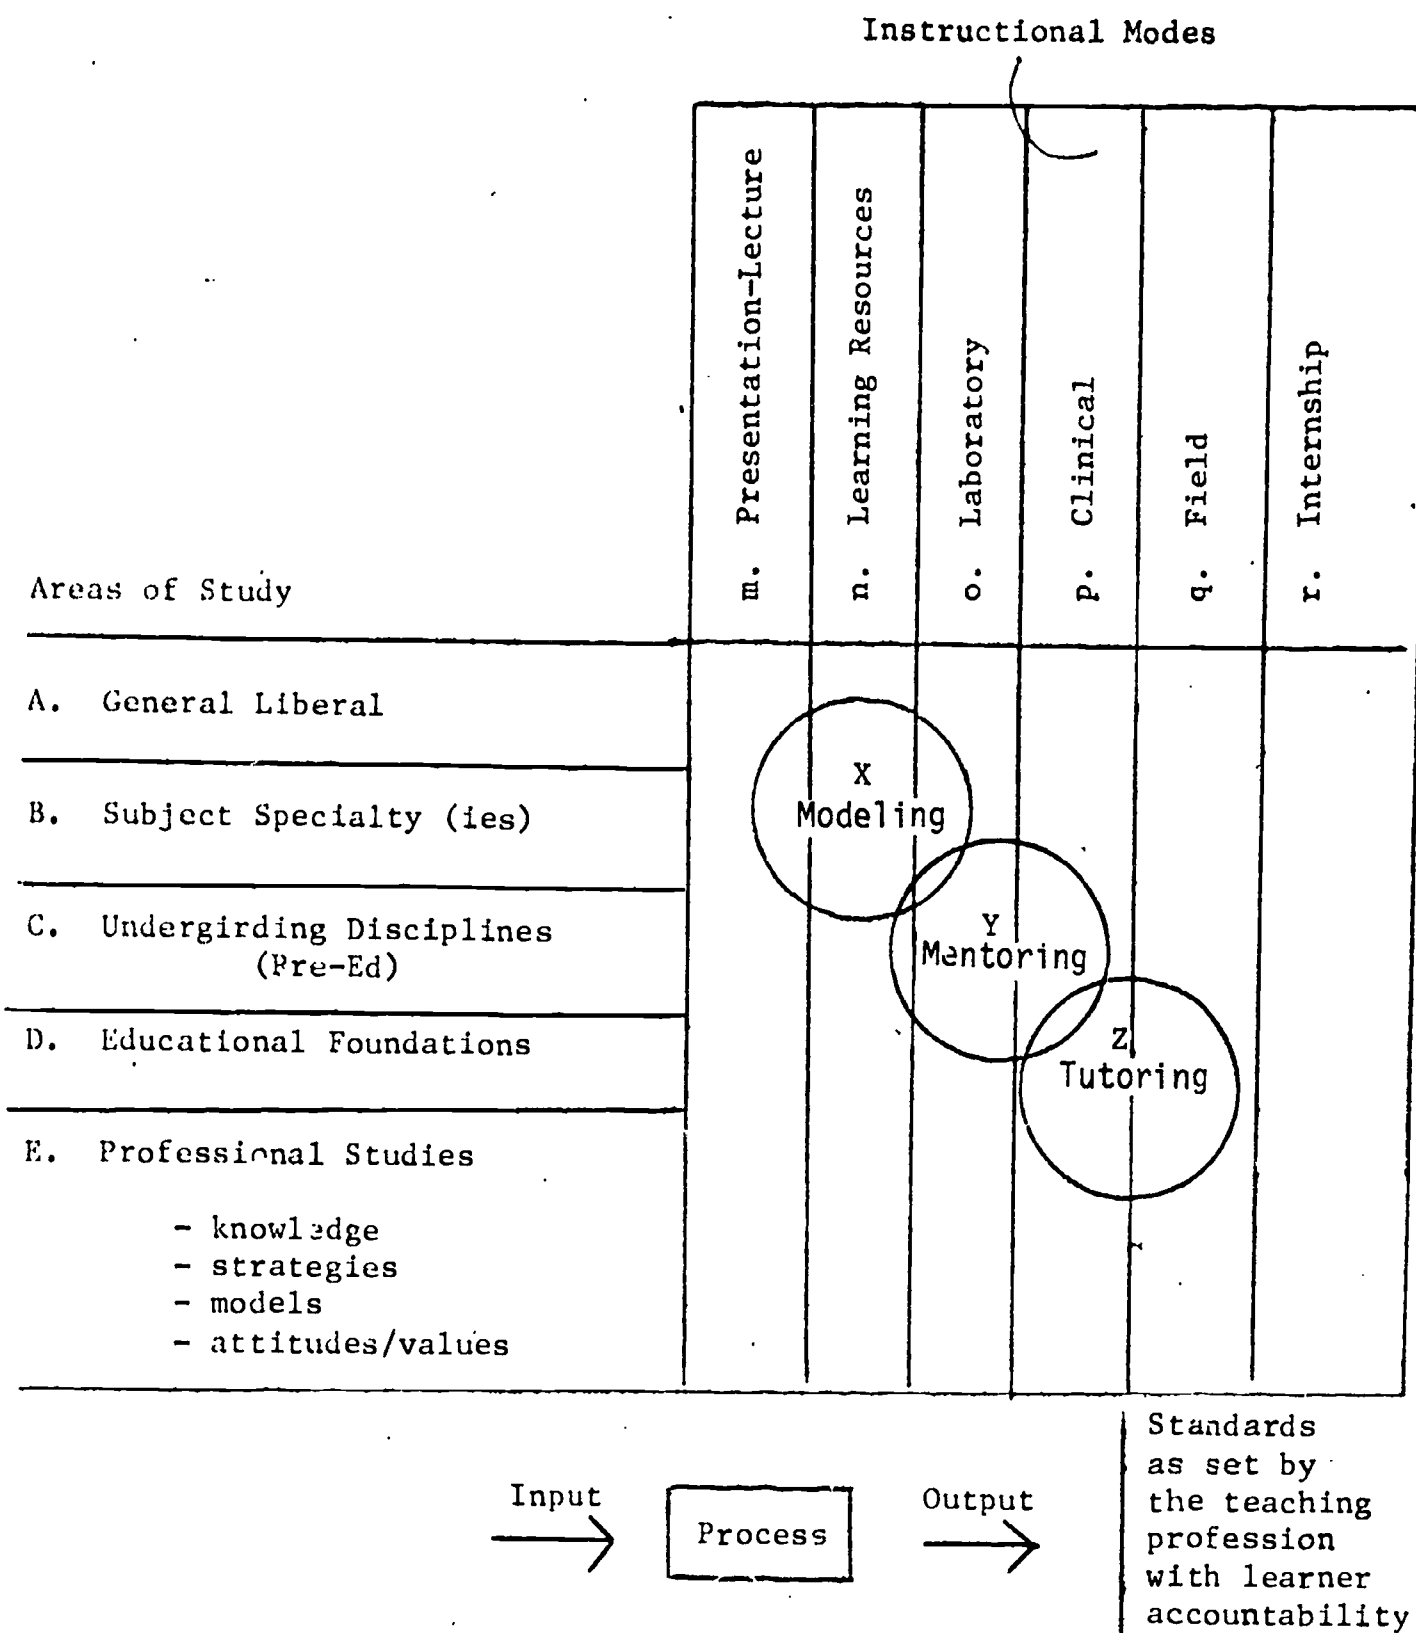 Instructional Modes
m. Presentation-Lecture
n. Learning Resources
o. Laboratory
p. Clinical
q. Field
r. Internship
Areas of Study
A. General Liberal
B. Subject Specialty (ies)
C. Undergirding Disciplines
(Pre-Ed)
D. Educational Foundations
E. Professional Studies
- knowledge
- strategies
- models
- attitudes/values
X
Modeling
Y
Mentoring
Z
Tutoring
Input
Process
Output
Standards
as set by
the teaching
profession
with learner
accountability